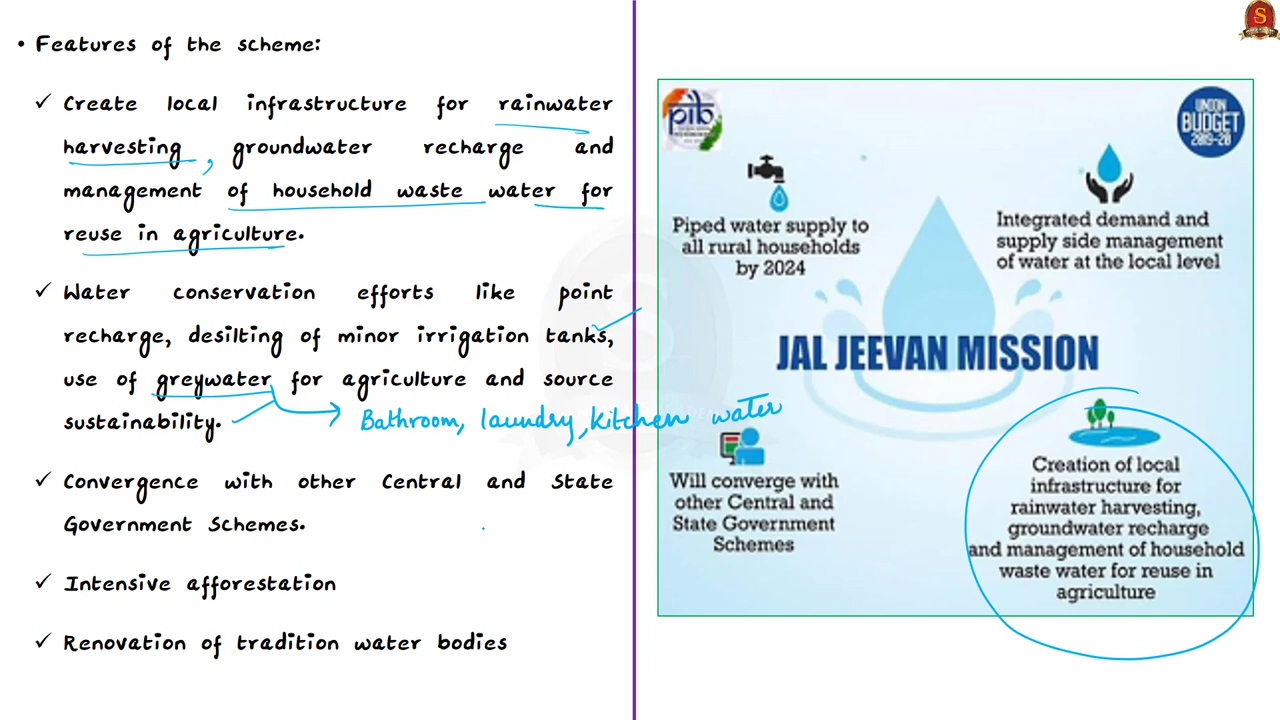 • Features of the scheme:
✓ Create local infrastructure for rainwater
harvesting, groundwater recharge and
management of household waste water for
reuse in agriculture.
✓ Water conservation efforts like point
recharge, desilting of minor irrigation tanks,
use of greywater for agriculture and source
sustainability.
Bathroom, laundry, kitchen water
✓ Convergence with other Central and State
Government Schemes.
✓ Intensive afforestation
✓ Renovation of tradition water bodies
pib
UNION
BUDGET
2019-20
Piped water supply to
all rural households
by 2024
Integrated demand and
supply side management
of water at the local level
JAL JEEVAN MISSION
Will converge with
other Central and
State Government
Schemes
Creation of local
infrastructure for
rainwater harvesting,
groundwater recharge
and management of household
waste water for reuse in
agriculture
S